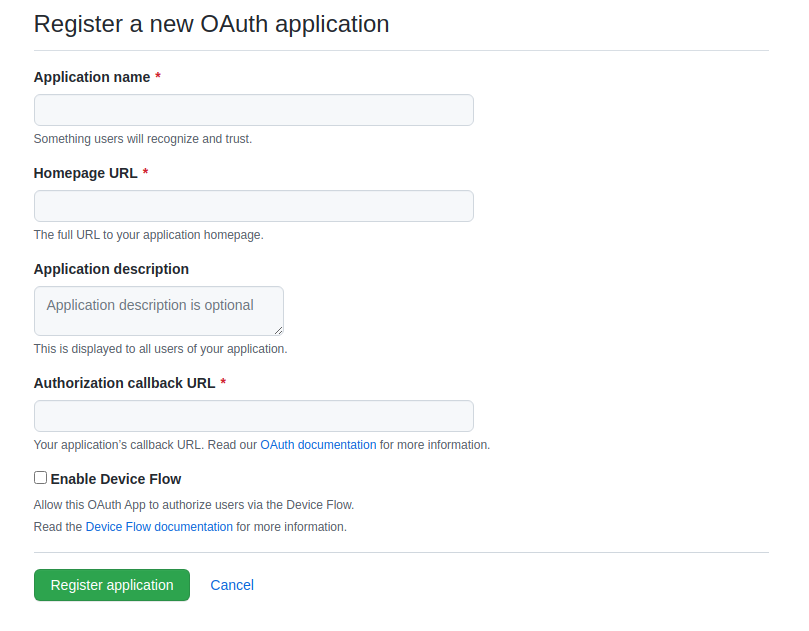 Register a new OAuth application
Application name *
Something users will recognize and trust.
Homepage URL *
The full URL to your application homepage.
Application description
Application description is optional
This is displayed to all users of your application.
Authorization callback URL *
Your application’s callback URL. Read our OAuth documentation for more information.
Enable Device Flow
Allow this OAuth App to authorize users via the Device Flow.
Read the Device Flow documentation for more information.
Register application Cancel